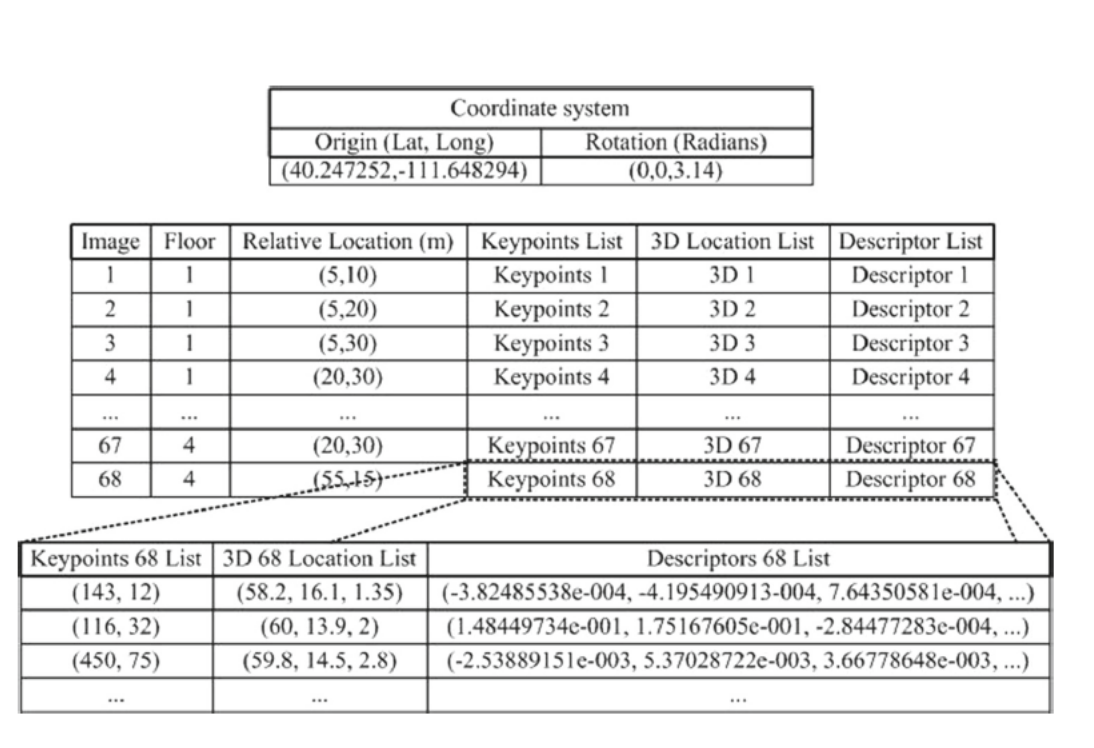 Coordinate system
Origin (Lat, Long) Rotation (Radians)
(40.247252,-111.648294) (0,0,3.14)
Image Floor Relative Location (m) Keypoints List 3D Location List Descriptor List
1 1 (5,10) Keypoints 1 3D 1 Descriptor 1
2 1 (5,20) Keypoints 2 3D 2 Descriptor 2
3 1 (5,30) Keypoints 3 3D 3 Descriptor 3
4 1 (20,30) Keypoints 4 3D 4 Descriptor 4
... ... ... ... ... ...
67 4 (20,30) Keypoints 67 3D 67 Descriptor 67
68 4 (55,15) Keypoints 68 3D 68 Descriptor 68
Keypoints 68 List 3D 68 Location List Descriptors 68 List
(143, 12) (58.2, 16.1, 1.35) (-3.82485538e-004, -4.195490913-004, 7.64350581e-004, ...)
(116, 32) (60, 13.9, 2) (1.48449734e-001, 1.75167605e-001, -2.84477283e-004, ...)
(450, 75) (59.8, 14.5, 2.8) (-2.53889151e-003, 5.37028722e-003, 3.66778648e-003, ...)
... ... ...